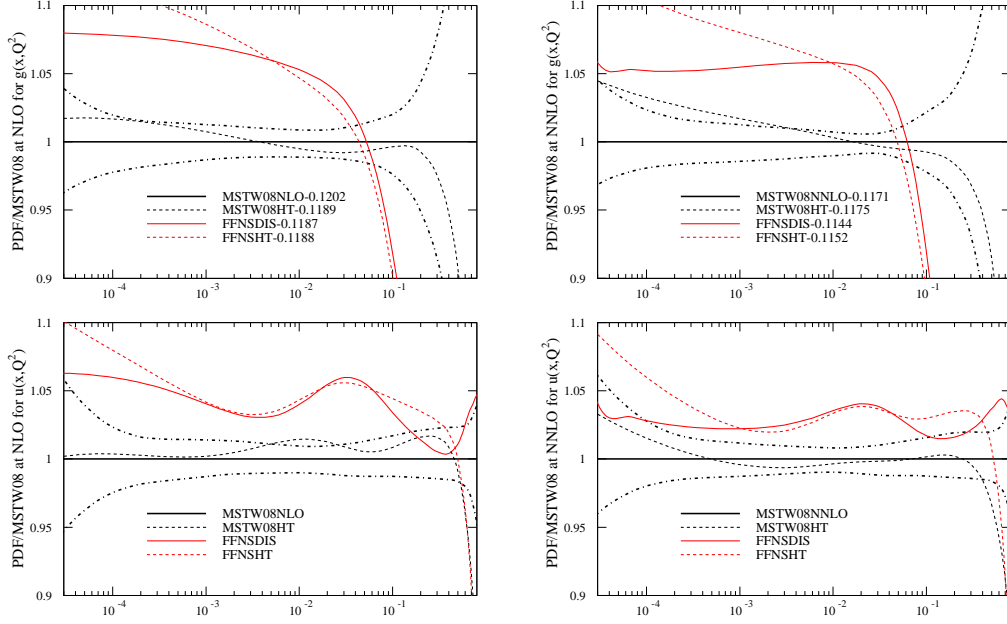 PDF/MSTW08 at NLO for g(x,Q²)
1.1
1.05
1
0.95
0.9
MSTW08NLO-0.1202
MSTW08HT-0.1189
FFNSDIS-0.1187
FFNSHT-0.1188
10⁻⁴ 10⁻³ 10⁻² 10⁻¹
PDF/MSTW08 at NNLO for g(x,Q²)
1.1
1.05
1
0.95
0.9
MSTW08NNLO-0.1171
MSTW08HT-0.1175
FFNSDIS-0.1144
FFNSHT-0.1152
10⁻⁴ 10⁻³ 10⁻² 10⁻¹
PDF/MSTW08 at NLO for u(x,Q²)
1.1
1.05
1
0.95
0.9
MSTW08NLO
MSTW08HT
FFNSDIS
FFNSHT
10⁻⁴ 10⁻³ 10⁻² 10⁻¹
PDF/MSTW08 at NNLO for u(x,Q²)
1.1
1.05
1
0.95
0.9
MSTW08NNLO
MSTW08HT
FFNSDIS
FFNSHT
10⁻⁴ 10⁻³ 10⁻² 10⁻¹